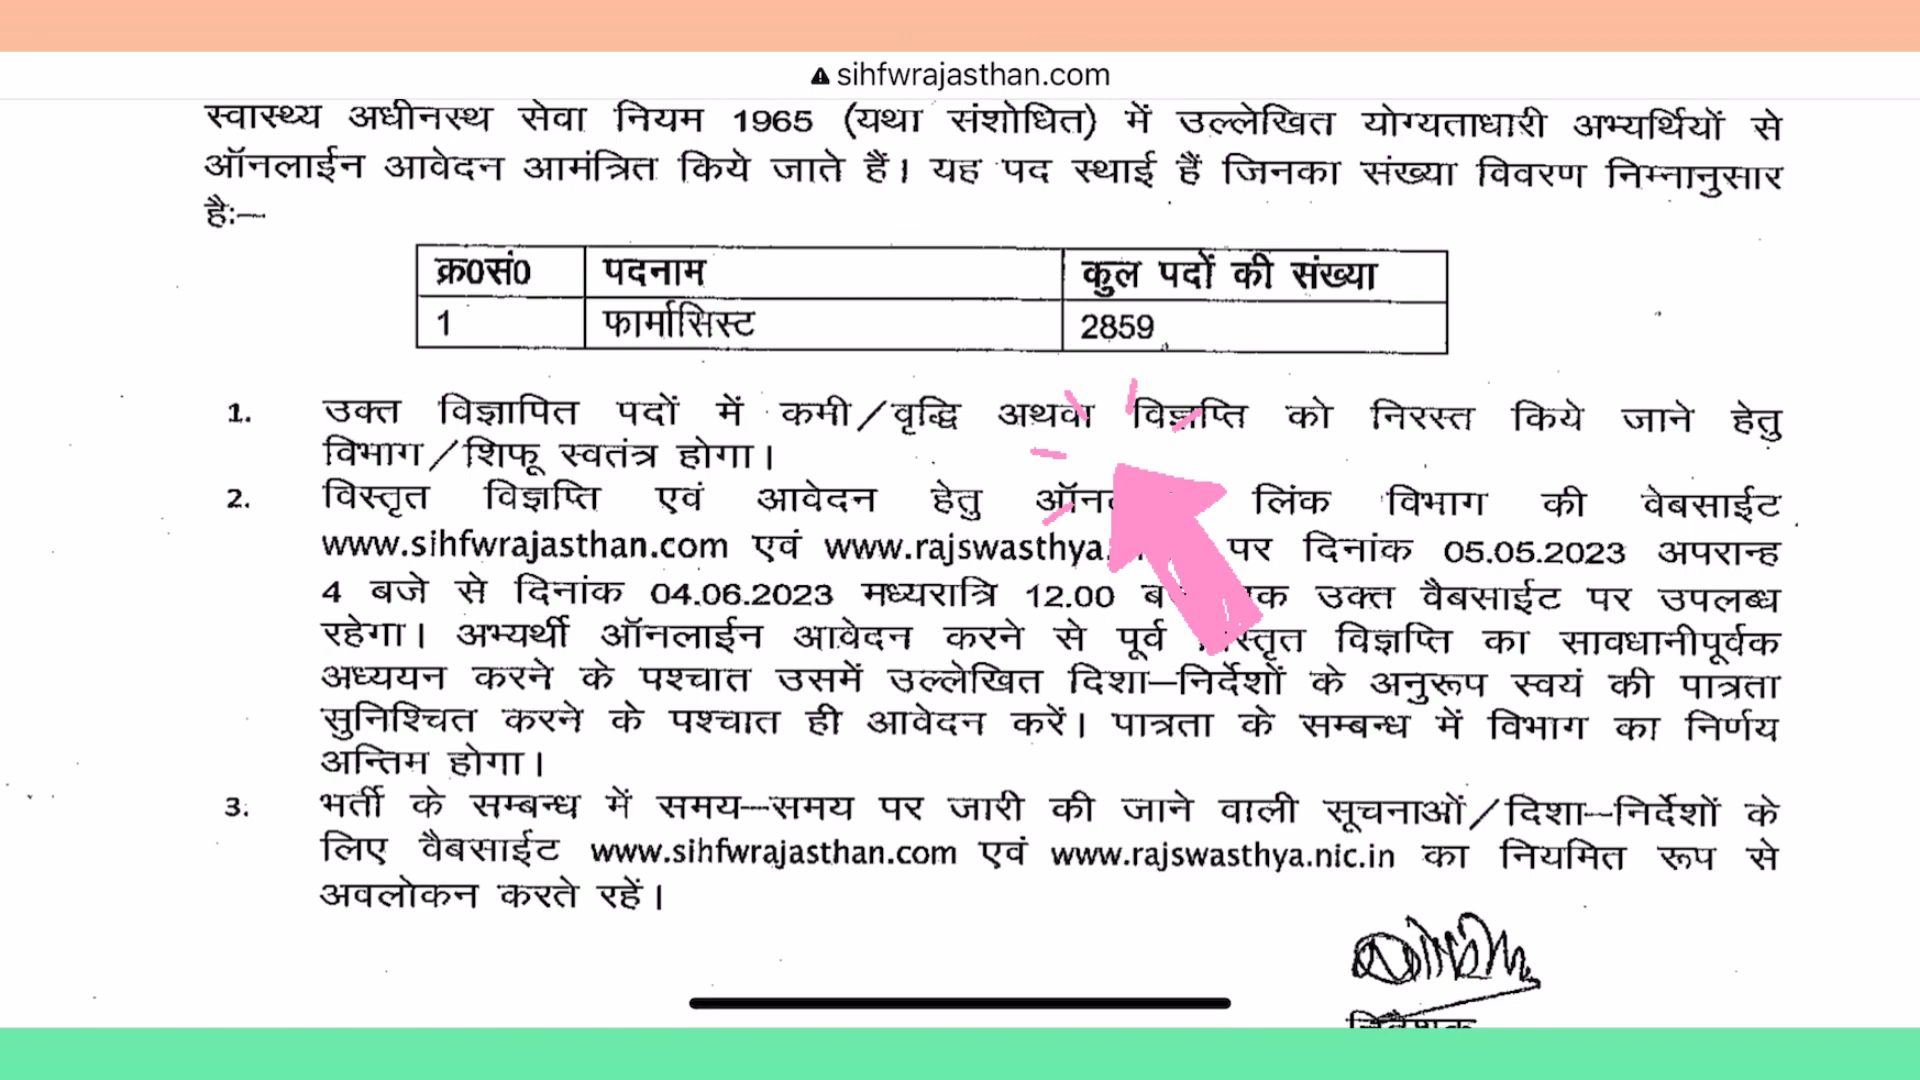 sihfwrajasthan.com
स्वास्थ्य अधीनस्थ सेवा नियम 1965 (यथा संशोधित) में उल्लेखित योग्यताधारी अभ्यर्थियों से
ऑनलाईन आवेदन आमंत्रित किये जाते हैं। यह पद स्थाई हैं जिनका संख्या विवरण निम्नानुसार
है:—
क्र0सं0 पदनाम कुल पदों की संख्या
1 फार्मासिस्ट 2859
1. उक्त विज्ञापित पदों में कमी/वृद्धि अथवा विज्ञप्ति को निरस्त किये जाने हेतु
विभाग/शिफू स्वतंत्र होगा।
2. विस्तृत विज्ञप्ति एवं आवेदन हेतु लिंक विभाग की वेबसाईट
www.sihfwrajasthan.com एवं www.rajswasthya. पर दिनांक 05.05.2023 अपरान्ह
4 बजे से दिनांक 04.06.2023 मध्यरात्रि 12.00 उक्त वैबसाईट पर उपलब्ध
रहेगा। अभ्यर्थी ऑनलाईन आवेदन करने से पूर्व विज्ञप्ति का सावधानीपूर्वक
अध्ययन करने के पश्चात उसमें उल्लेखित दिशा—निर्देशों के अनुरूप स्वयं की पात्रता
सुनिश्चित करने के पश्चात ही आवेदन करें। पात्रता के सम्बन्ध में विभाग का निर्णय
अन्तिम होगा।
3. भर्ती के सम्बन्ध में समय—समय पर जारी की जाने वाली सूचनाओं/दिशा—निर्देशों के
लिए वैबसाईट www.sihfwrajasthan.com एवं www.rajswasthya.nic.in का नियमित रूप से
अवलोकन करते रहें।